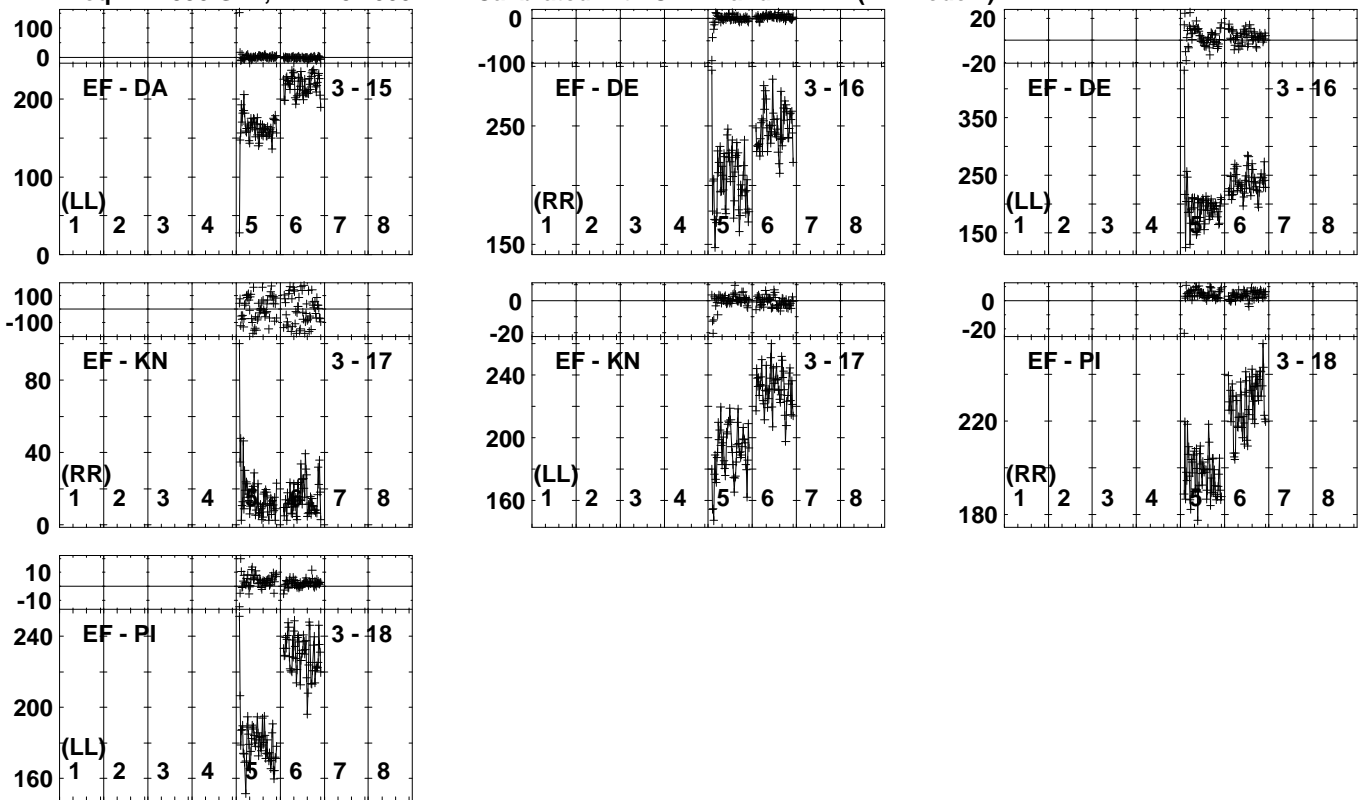 100
0
EF - DA 3 - 15
200
100
(LL)
1 2 3 4 5 6 7 8
0
0
-100
EF - DE 3 - 16
250
(RR)
1 2 3 4 5 6 7 8
150
20
-20
EF - DE 3 - 16
350
250
(LL)
1 2 3 4 5 6 7 8
150
100
-100
EF - KN 3 - 17
80
40
(RR)
1 2 3 4 5 6 7 8
0
0
-20
EF - KN 3 - 17
240
200
(LL)
160 1 2 3 4 5 6 7 8
0
-20
EF - PI 3 - 18
220
(RR)
1 2 3 4 5 6 7 8
180
10
-10
EF - PI 3 - 18
240
200
(LL)
1 2 3 4 5 6 7 8
160